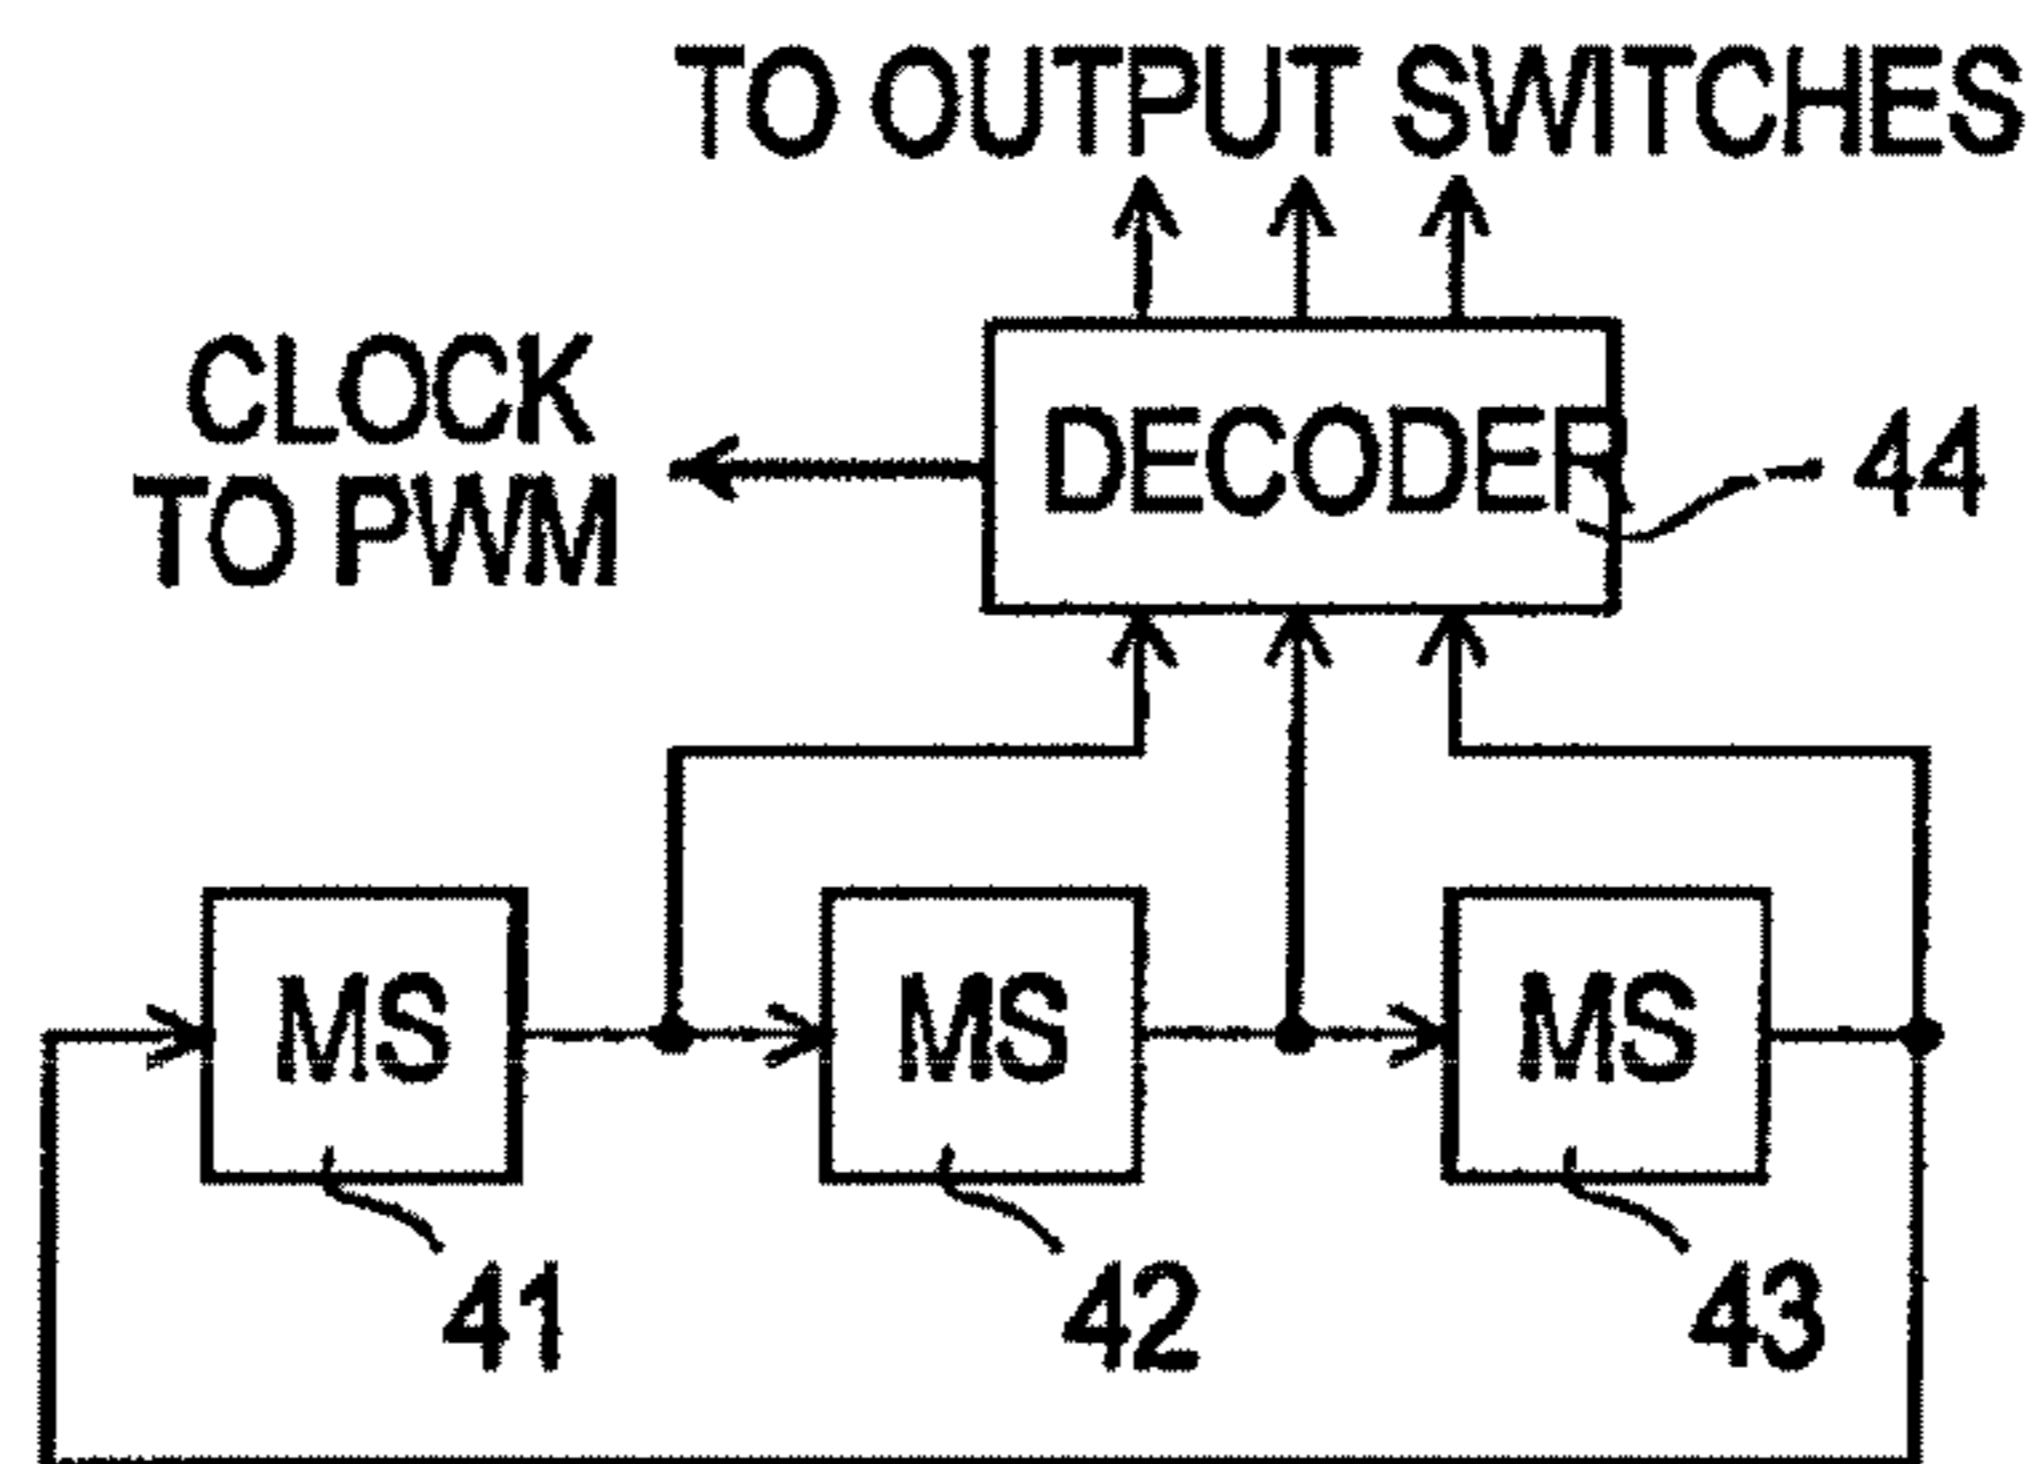 TO OUTPUT SWITCHES
CLOCK
TO PWM
DECODER
44
MS
MS
MS
41
42
43